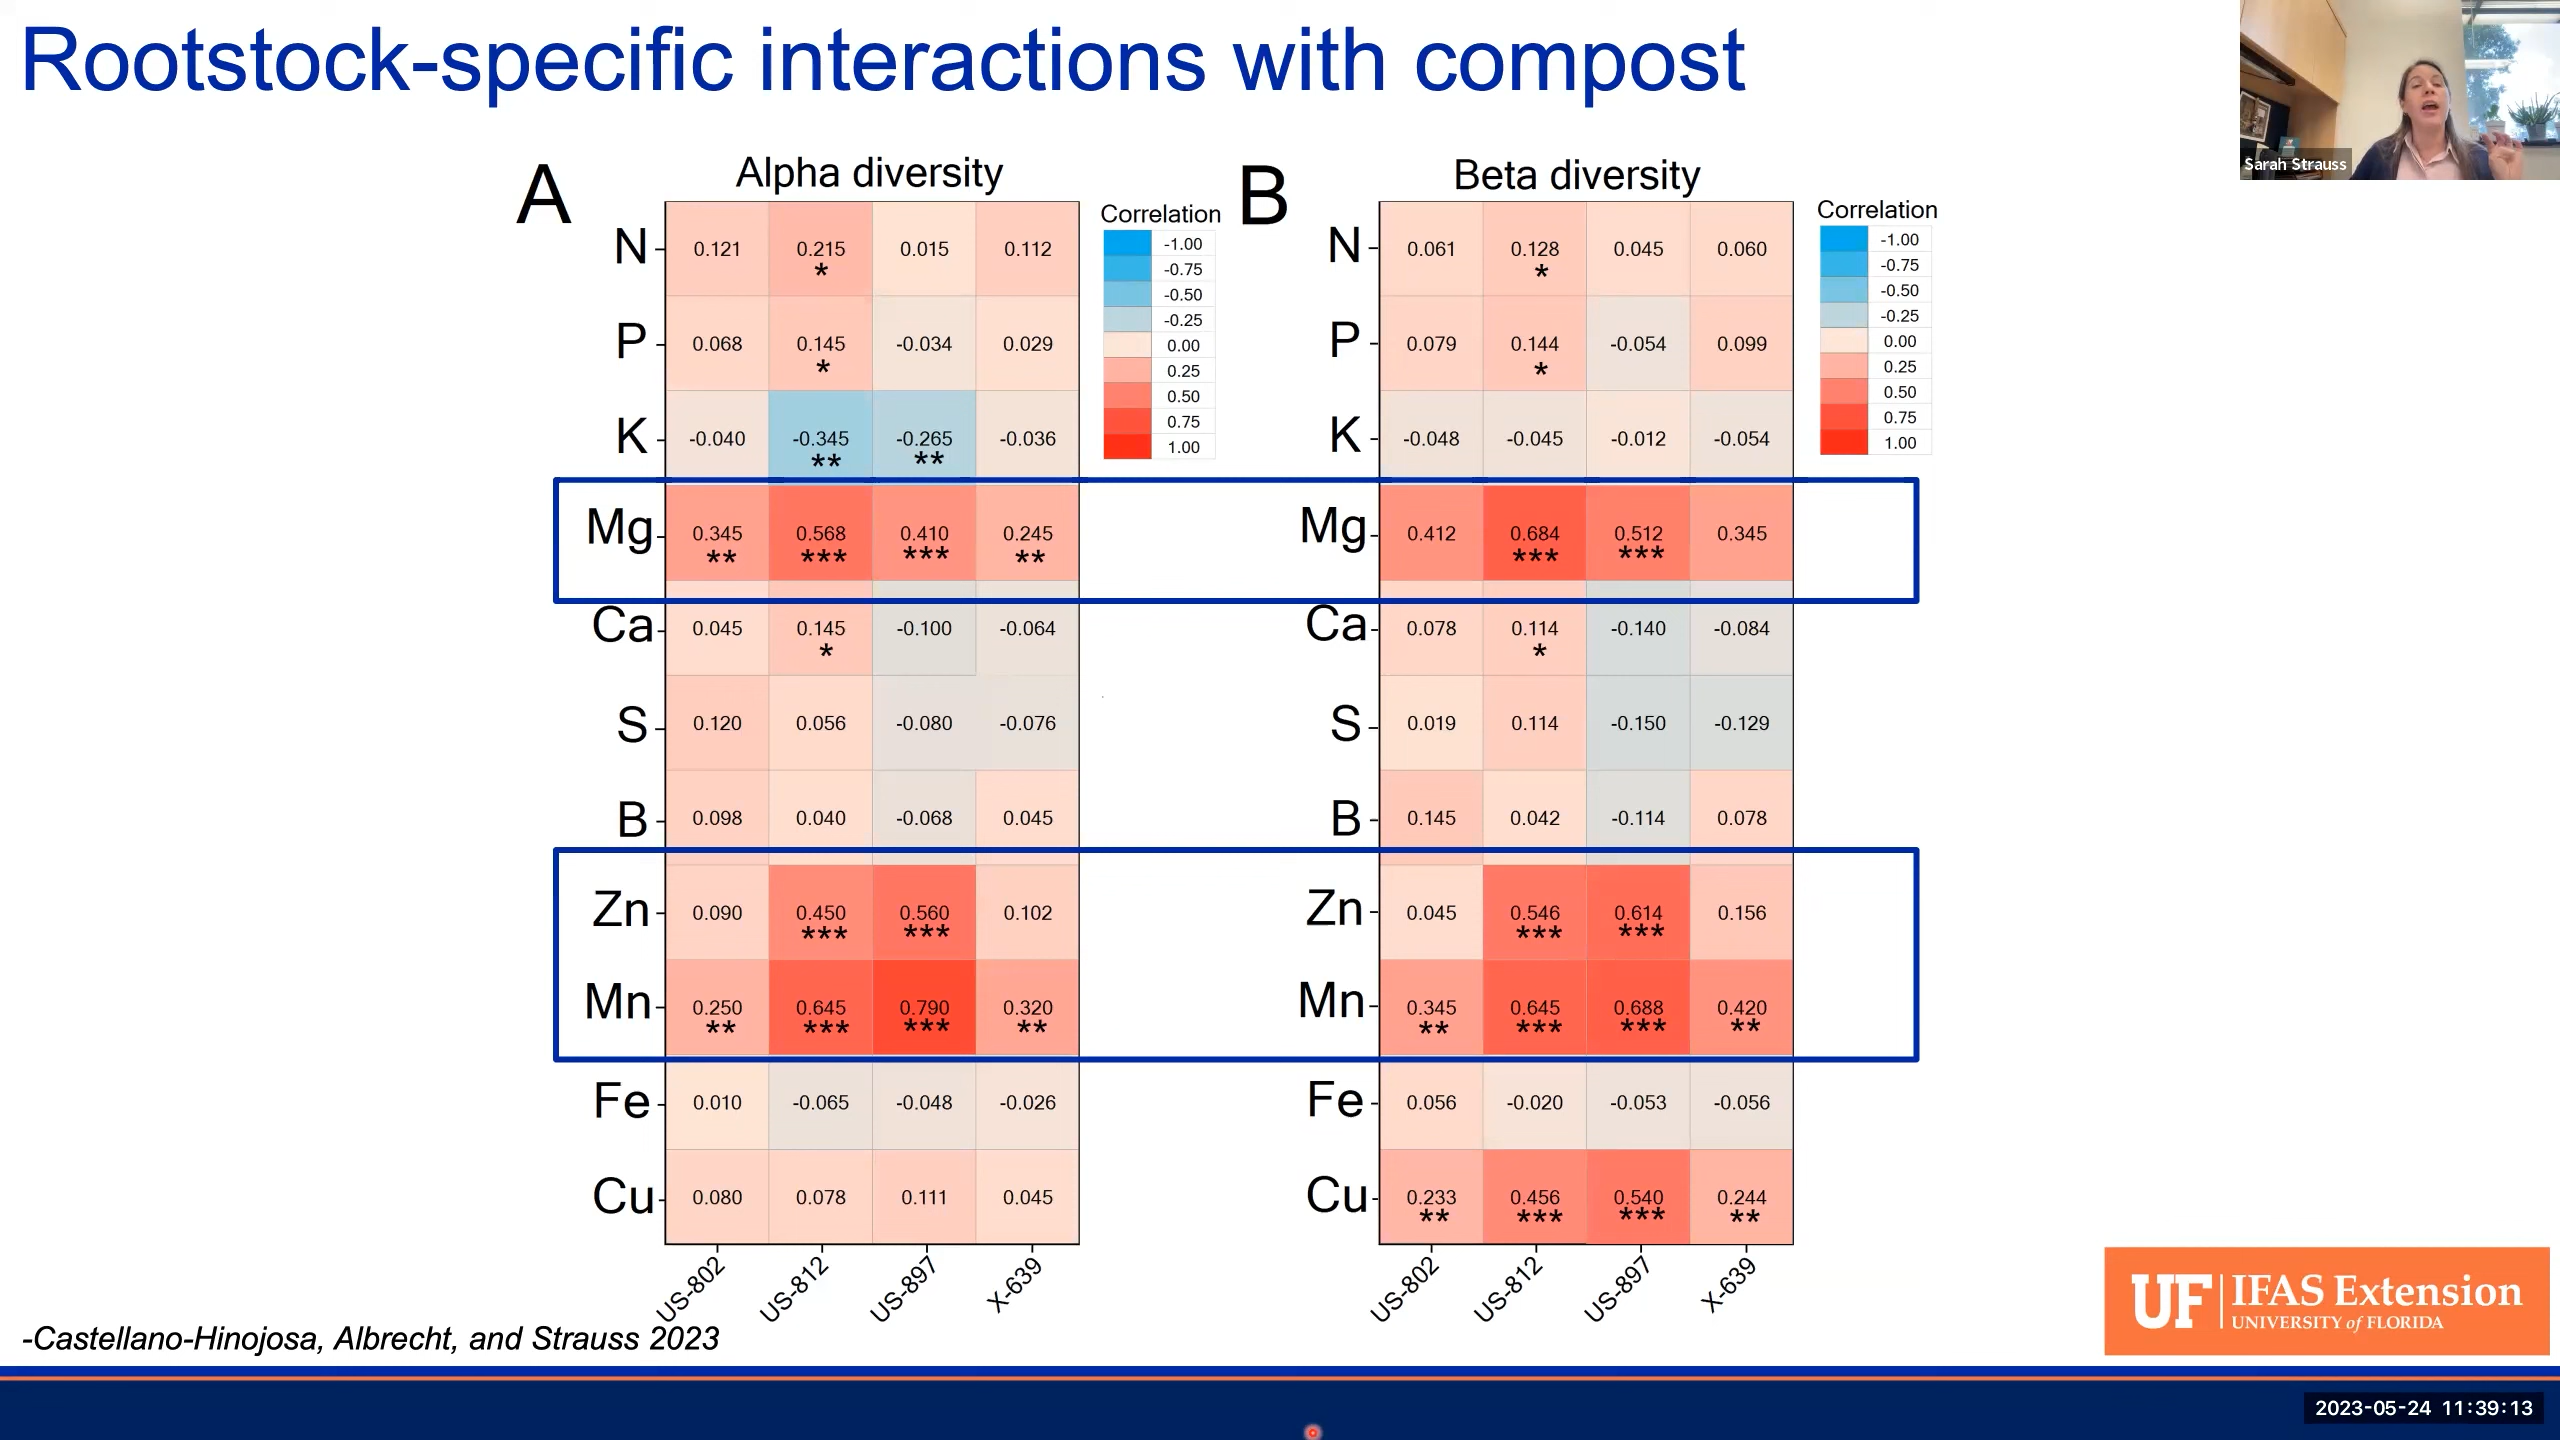 Rootstock-specific interactions with compost
Sarah Strauss
A
Alpha diversity
Correlation
-1.00
-0.75
-0.50
-0.25
0.00
0.25
0.50
0.75
1.00
N 0.121 0.215 0.015 0.112
*
P 0.068 0.145 -0.034 0.029
*
K -0.040 -0.345 -0.265 -0.036
** **
Mg 0.345 0.568 0.410 0.245
** *** *** **
Ca 0.045 0.145 -0.100 -0.064
*
S 0.120 0.056 -0.080 -0.076
B 0.098 0.040 -0.068 0.045
Zn 0.090 0.450 0.560 0.102
*** ***
Mn 0.250 0.645 0.790 0.320
** *** *** **
Fe 0.010 -0.065 -0.048 -0.026
Cu 0.080 0.078 0.111 0.045
US-802 US-812 US-897 X-639
B
Beta diversity
Correlation
-1.00
-0.75
-0.50
-0.25
0.00
0.25
0.50
0.75
1.00
N 0.061 0.128 0.045 0.060
*
P 0.079 0.144 -0.054 0.099
*
K -0.048 -0.045 -0.012 -0.054
Mg 0.412 0.684 0.512 0.345
*** ***
Ca 0.078 0.114 -0.140 -0.084
*
S 0.019 0.114 -0.150 -0.129
B 0.145 0.042 -0.114 0.078
Zn 0.045 0.546 0.614 0.156
*** ***
Mn 0.345 0.645 0.688 0.420
** *** *** **
Fe 0.056 -0.020 -0.053 -0.056
Cu 0.233 0.456 0.540 0.244
** *** *** **
US-802 US-812 US-897 X-639
-Castellano-Hinojosa, Albrecht, and Strauss 2023
UF IFAS Extension
UNIVERSITY of FLORIDA
2023-05-24 11:39:13